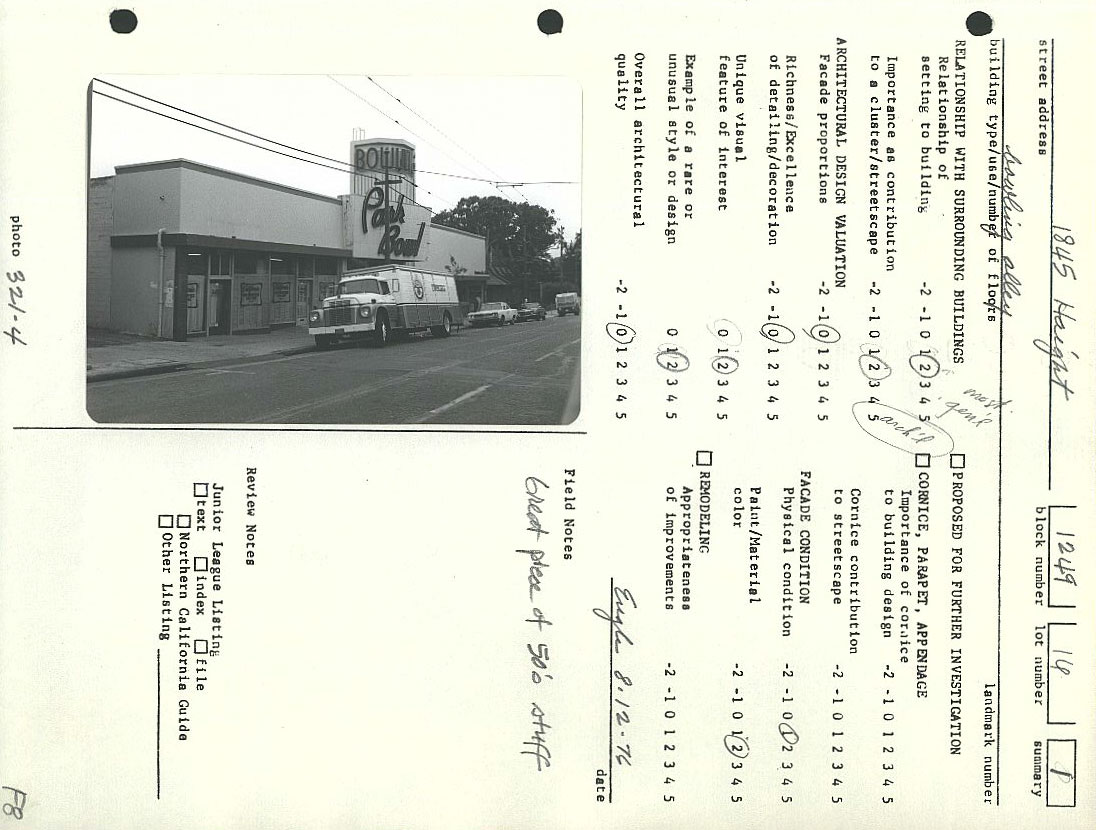 1845 Haight
street address
1249
block number
16
lot number
summary
bowling alley
building type/use/number of floors
landmark number
RELATIONSHIP WITH SURROUNDING BUILDINGS
Relationship of
setting to building -2 -1 0 1 2 3 4 5
most
gen'l
Importance as contribution
to a cluster/streetscape -2 -1 0 1 2 3 4 5
arch'l
ARCHITECTURAL DESIGN VALUATION
Facade proportions -2 -1 0 1 2 3 4 5
Richness/Excellence
of detailing/decoration -2 -1 0 1 2 3 4 5
Unique visual
feature of interest 0 1 2 3 4 5
Example of a rare or
unusual style or design 0 1 2 3 4 5
Overall architectural
quality -2 -1 0 1 2 3 4 5
PROPOSED FOR FURTHER INVESTIGATION
CORNICE, PARAPET, APPENDAGE
Importance of cornice
to building design -2 -1 0 1 2 3 4 5
Cornice contribution
to streetscape -2 -1 0 1 2 3 4 5
FACADE CONDITION
Physical condition -2 -1 0 1 2 3 4 5
Paint/Material
color -2 -1 0 1 2 3 4 5
REMODELING
Appropriateness
of improvements -2 -1 0 1 2 3 4 5
8-12-76
date
BOWLING
Park
Bowl
photo 321-4
Field Notes
Great piece of 50's stuff
Review Notes
Junior League Listing
text index file
Northern California Guide
Other Listing
F8